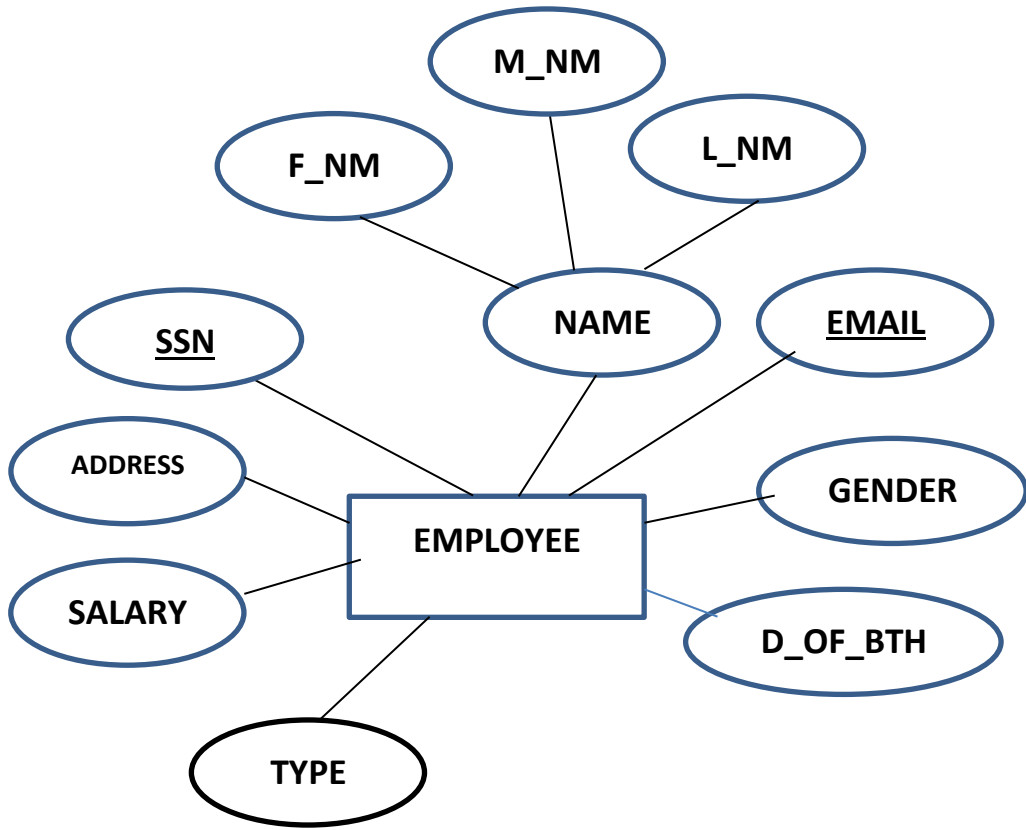 M_NM
F_NM
L_NM
NAME
SSN
EMAIL
ADDRESS
GENDER
EMPLOYEE
SALARY
D_OF_BTH
TYPE